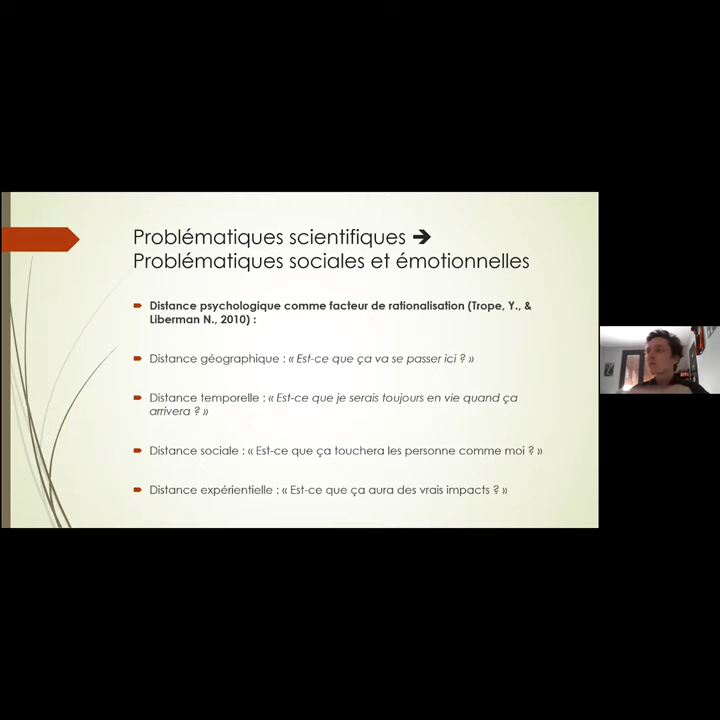 Problématiques scientifiques ➔
Problématiques sociales et émotionnelles
Distance psychologique comme facteur de rationalisation (Trope, Y., &
Liberman N., 2010) :
Distance géographique : « Est-ce que ça va se passer ici ? »
Distance temporelle : « Est-ce que je serais toujours en vie quand ça
arrivera ? »
Distance sociale : « Est-ce que ça touchera les personne comme moi ? »
Distance expérientielle : « Est-ce que ça aura des vrais impacts ? »